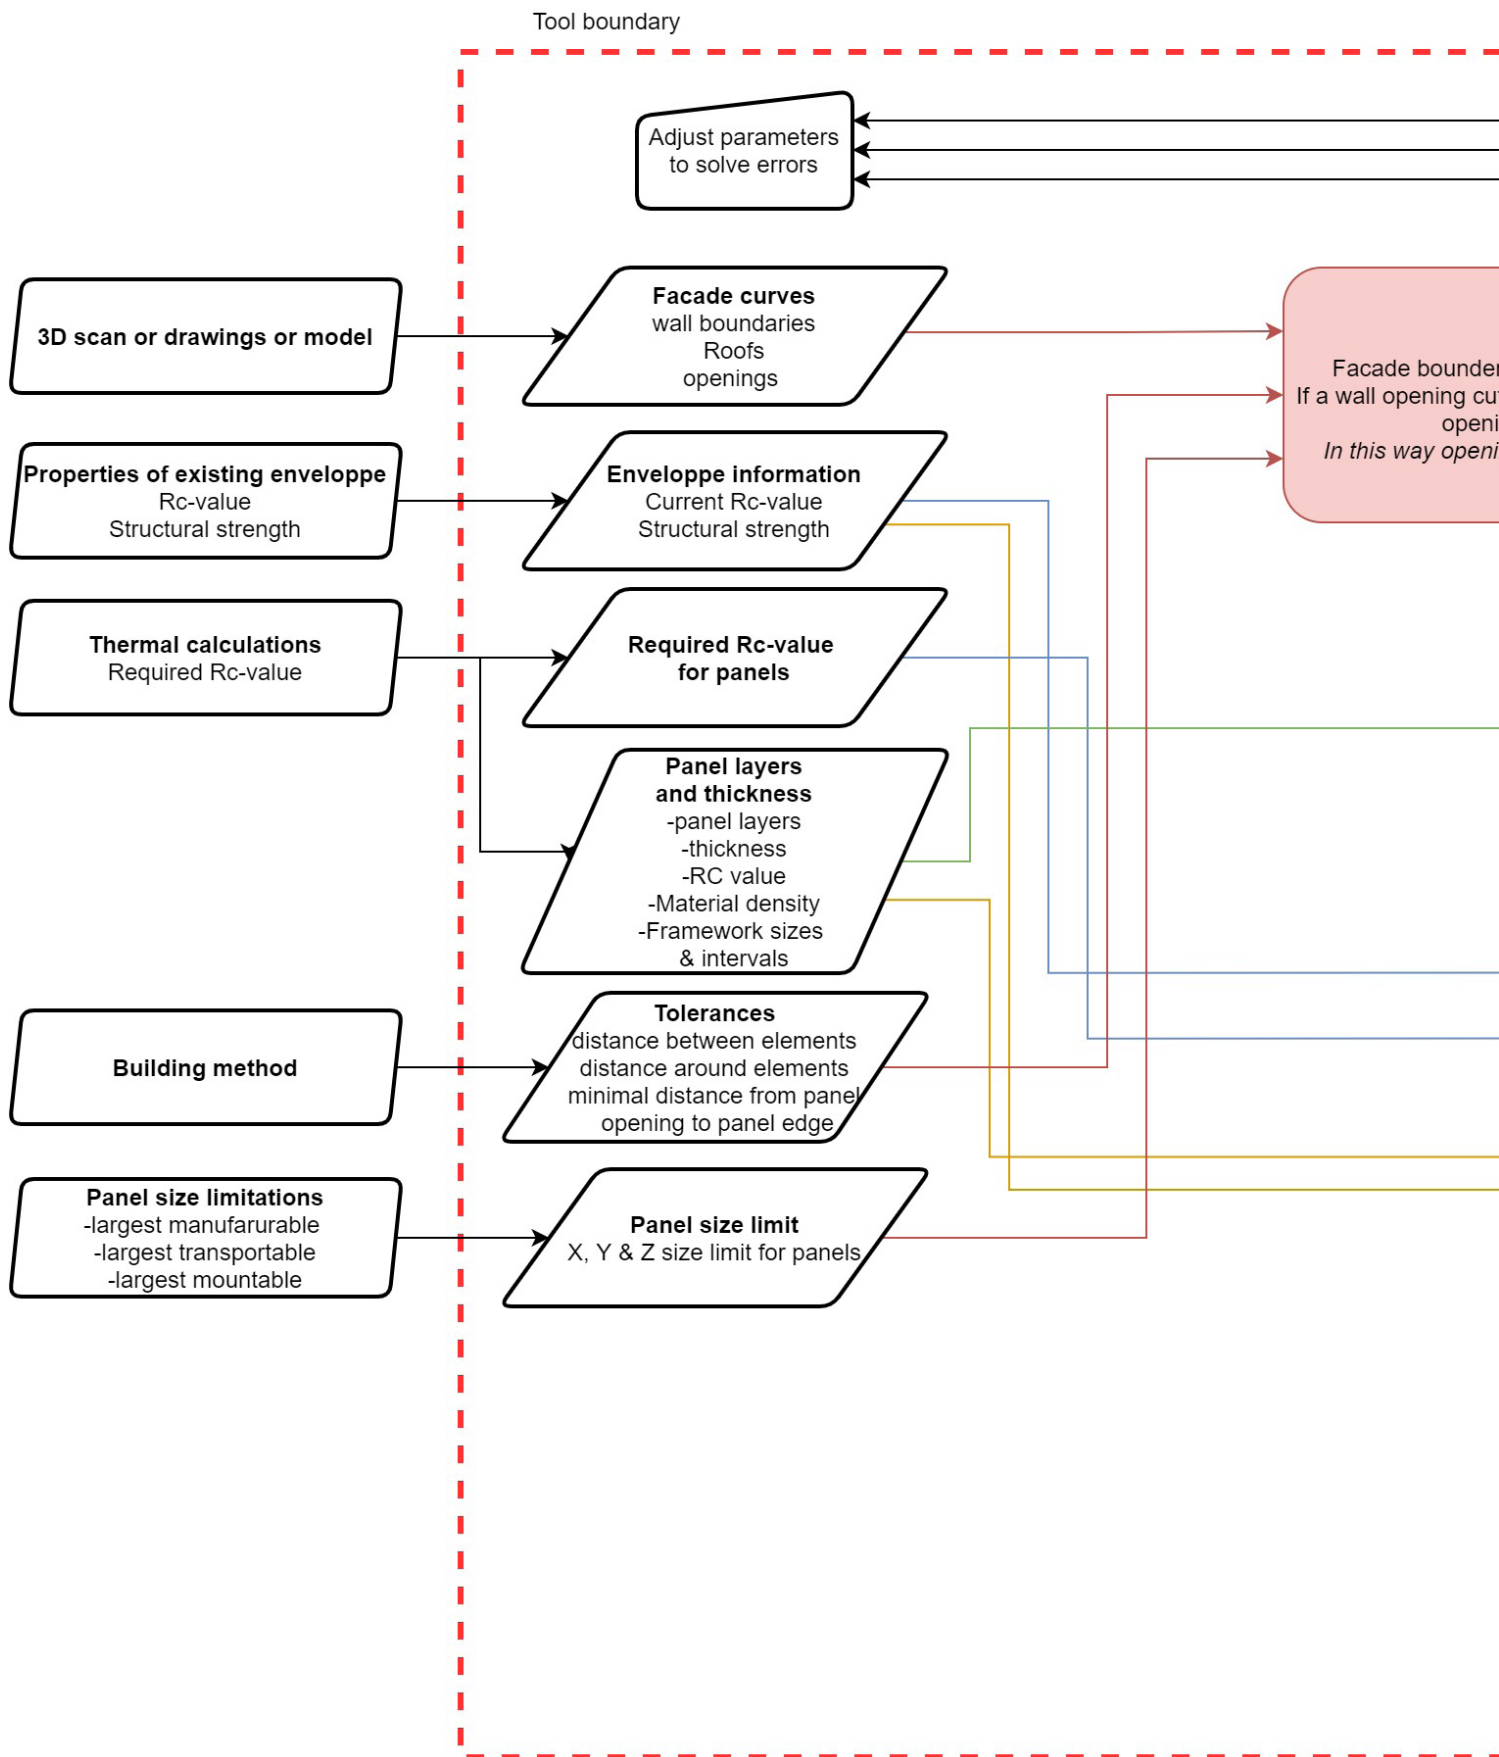 Tool boundary
Adjust parameters
to solve errors
3D scan or drawings or model
Facade curves
wall boundaries
Roofs
openings
Facade
If a wall opening
In this way
Properties of existing enveloppe
Rc-value
Structural strength
Enveloppe information
Current Rc-value
Structural strength
Thermal calculations
Required Rc-value
Required Rc-value
for panels
Panel layers
and thickness
-panel layers
-thickness
-RC value
-Material density
-Framework sizes
& intervals
Building method
Tolerances
distance between elements
distance around elements
minimal distance from panel
opening to panel edge
Panel size limitations
-largest manufarurable
-largest transportable
-largest mountable
Panel size limit
X, Y & Z size limit for panels